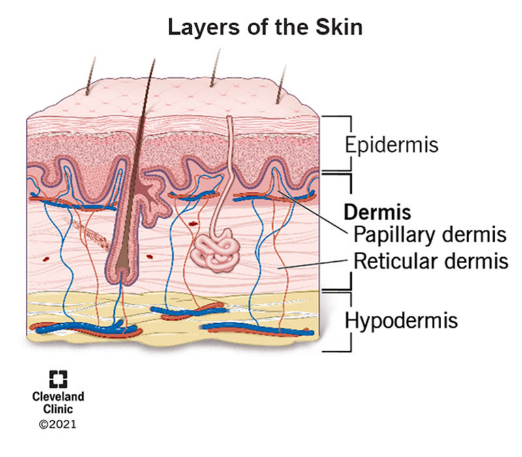 Layers of the Skin
Epidermis
Dermis
Papillary dermis
Reticular dermis
Hypodermis
Cleveland
Clinic
©2021